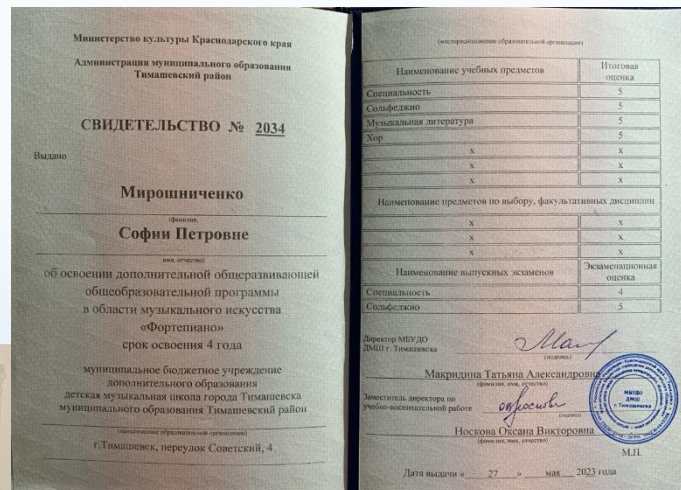 Министерство культуры Краснодарского края
Администрация муниципального образования
Тимашевский район
СВИДЕТЕЛЬСТВО № 2034
Выдано
Мирошниченко
(фамилия,
Софии Петровне
имя, отчество)
об освоении дополнительной общеразвивающей
общеобразовательной программы
в области музыкального искусства
«Фортепиано»
срок освоения 4 года
муниципальное бюджетное учреждение
дополнительного образования
детская музыкальная школа города Тимашевска
муниципального образования Тимашевский район
(наименование образовательной организации)
г.Тимашевск, переулок Советский, 4
(месторасположение образовательной организации)
Наименование учебных предметов Итоговая
оценка
Специальность 5
Сольфеджио 5
Музыкальная литература 5
Хор 5
х х
х х
х х
Наименование предметов по выбору, факультативных дисциплин
х х
х х
х х
Наименование выпускных экзаменов Экзаменационная
оценка
Специальность 4
Сольфеджио 5
Директор МБУДО
ДМШ г. Тимашевска
(подпись)
Макридина Татьяна Александровна
(фамилия, имя, отчество)
Заместитель директора по
учебно-воспитательной работе
(подпись)
Носкова Оксана Викторовна
(фамилия, имя, отчество)
МБУДО
ДМШ
г. Тимашевска
М.П.
Дата выдачи « 27 » мая 2023 года